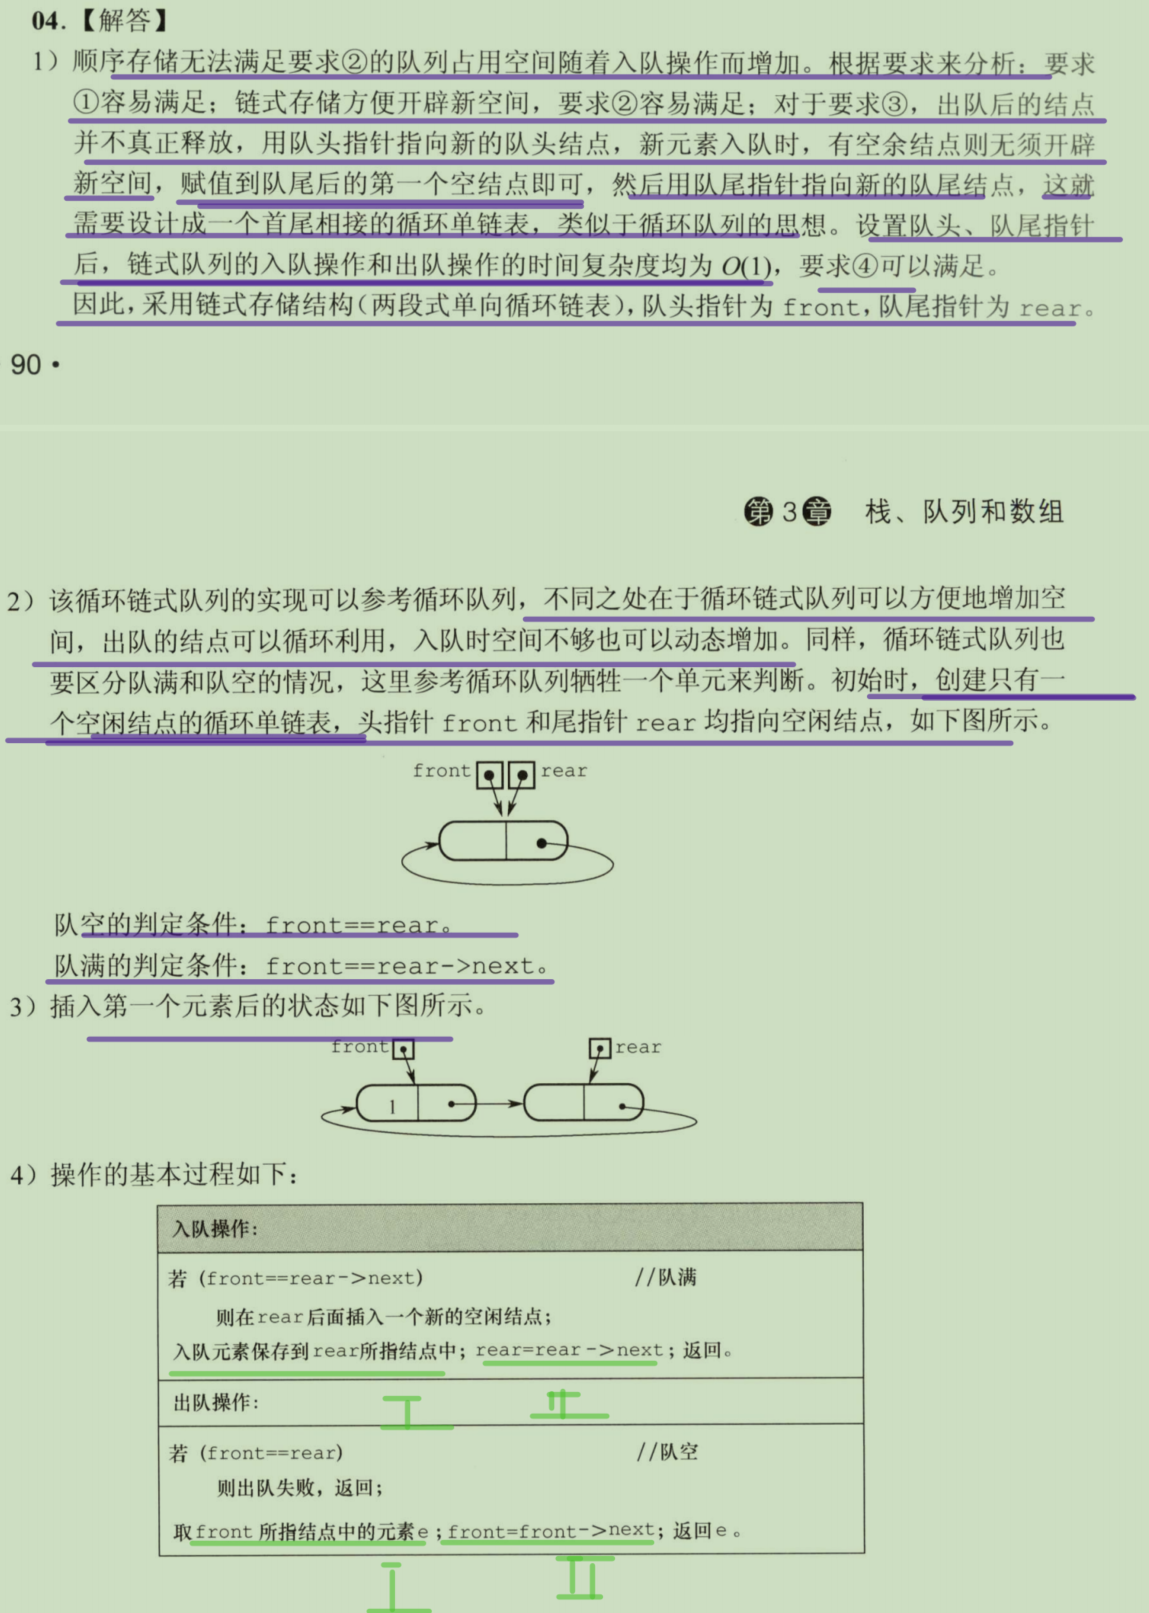 04.【解答】
1）顺序存储无法满足要求②的队列占用空间随着入队操作而增加。根据要求来分析：要求
①容易满足；链式存储方便开辟新空间，要求②容易满足；对于要求③，出队后的结点
并不真正释放，用队头指针指向新的队头结点，新元素入队时，有空余结点则无须开辟
新空间，赋值到队尾后的第一个空结点即可，然后用队尾指针指向新的队尾结点，这就
需要设计成一个首尾相接的循环单链表，类似于循环队列的思想。设置队头、队尾指针
后，链式队列的入队操作和出队操作的时间复杂度均为 O(1)，要求④可以满足。
因此，采用链式存储结构（两段式单向循环链表），队头指针为 front，队尾指针为 rear。
90 •
第3章 栈、队列和数组
2）该循环链式队列的实现可以参考循环队列，不同之处在于循环链式队列可以方便地增加空
间，出队的结点可以循环利用，入队时空间不够也可以动态增加。同样，循环链式队列也
要区分队满和队空的情况，这里参考循环队列牺牲一个单元来判断。初始时，创建只有一
个空闲结点的循环单链表，头指针 front 和尾指针 rear 均指向空闲结点，如下图所示。
front rear
队空的判定条件：front==rear。
队满的判定条件：front==rear->next。
3）插入第一个元素后的状态如下图所示。
front rear
1
4）操作的基本过程如下：
入队操作：
若 (front==rear->next) //队满
则在rear后面插入一个新的空闲结点；
入队元素保存到rear所指结点中；rear=rear->next；返回。
出队操作：
I II
若 (front==rear) //队空
则出队失败，返回；
取front所指结点中的元素e；front=front->next；返回e。
I II